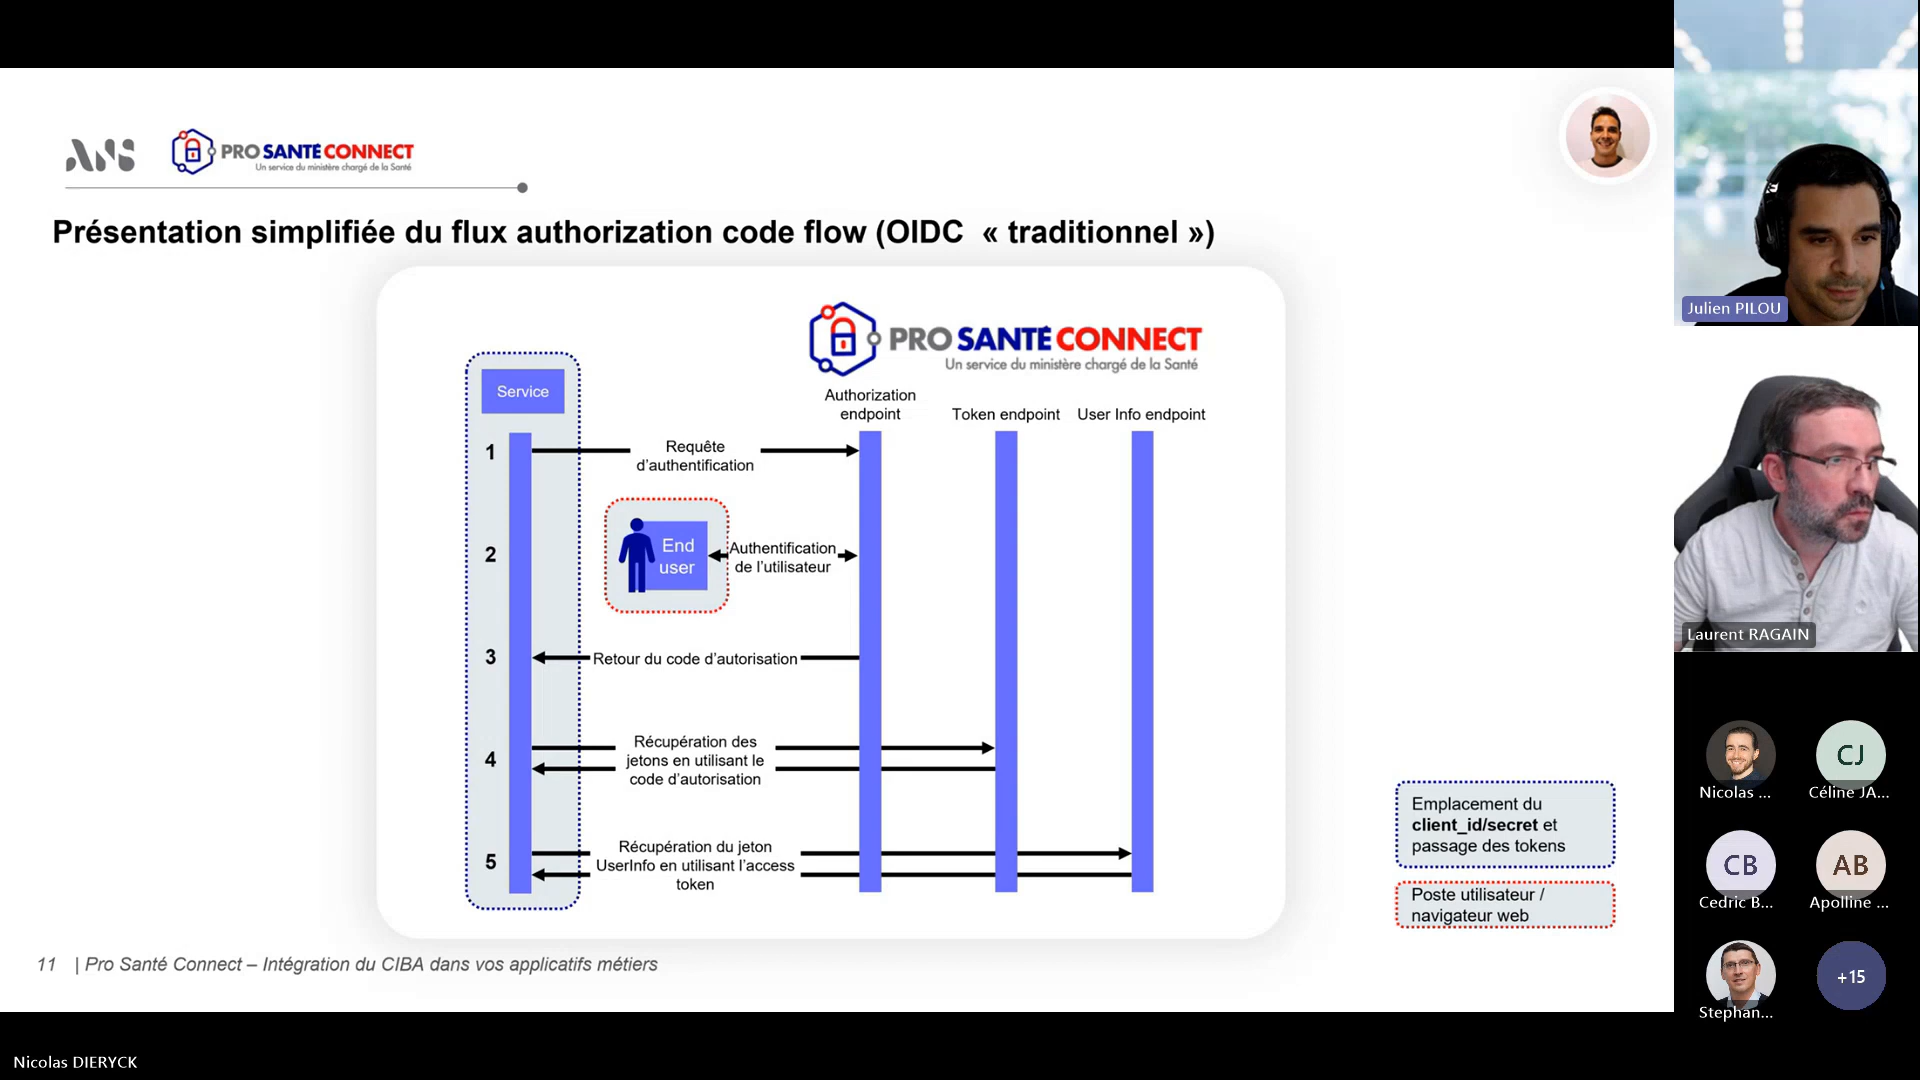 ANS
PRO SANTÉ CONNECT
Un service du ministère chargé de la Santé
Présentation simplifiée du flux authorization code flow (OIDC « traditionnel »)
PRO SANTÉ CONNECT
Un service du ministère chargé de la Santé
Service
Authorization
endpoint
Token endpoint
User Info endpoint
1
Requête
d'authentification
2
End
user
Authentification
de l'utilisateur
3
Retour du code d'autorisation
4
Récupération des
jetons en utilisant le
code d'autorisation
5
Récupération du jeton
UserInfo en utilisant l'access
token
Emplacement du
client_id/secret et
passage des tokens
Poste utilisateur /
navigateur web
11 | Pro Santé Connect – Intégration du CIBA dans vos applicatifs métiers
Julien PILOU
Laurent RAGAIN
Nicolas ...
CJ
Céline JA...
CB
Cedric B...
AB
Apolline ...
Stephan...
+15
Nicolas DIERYCK